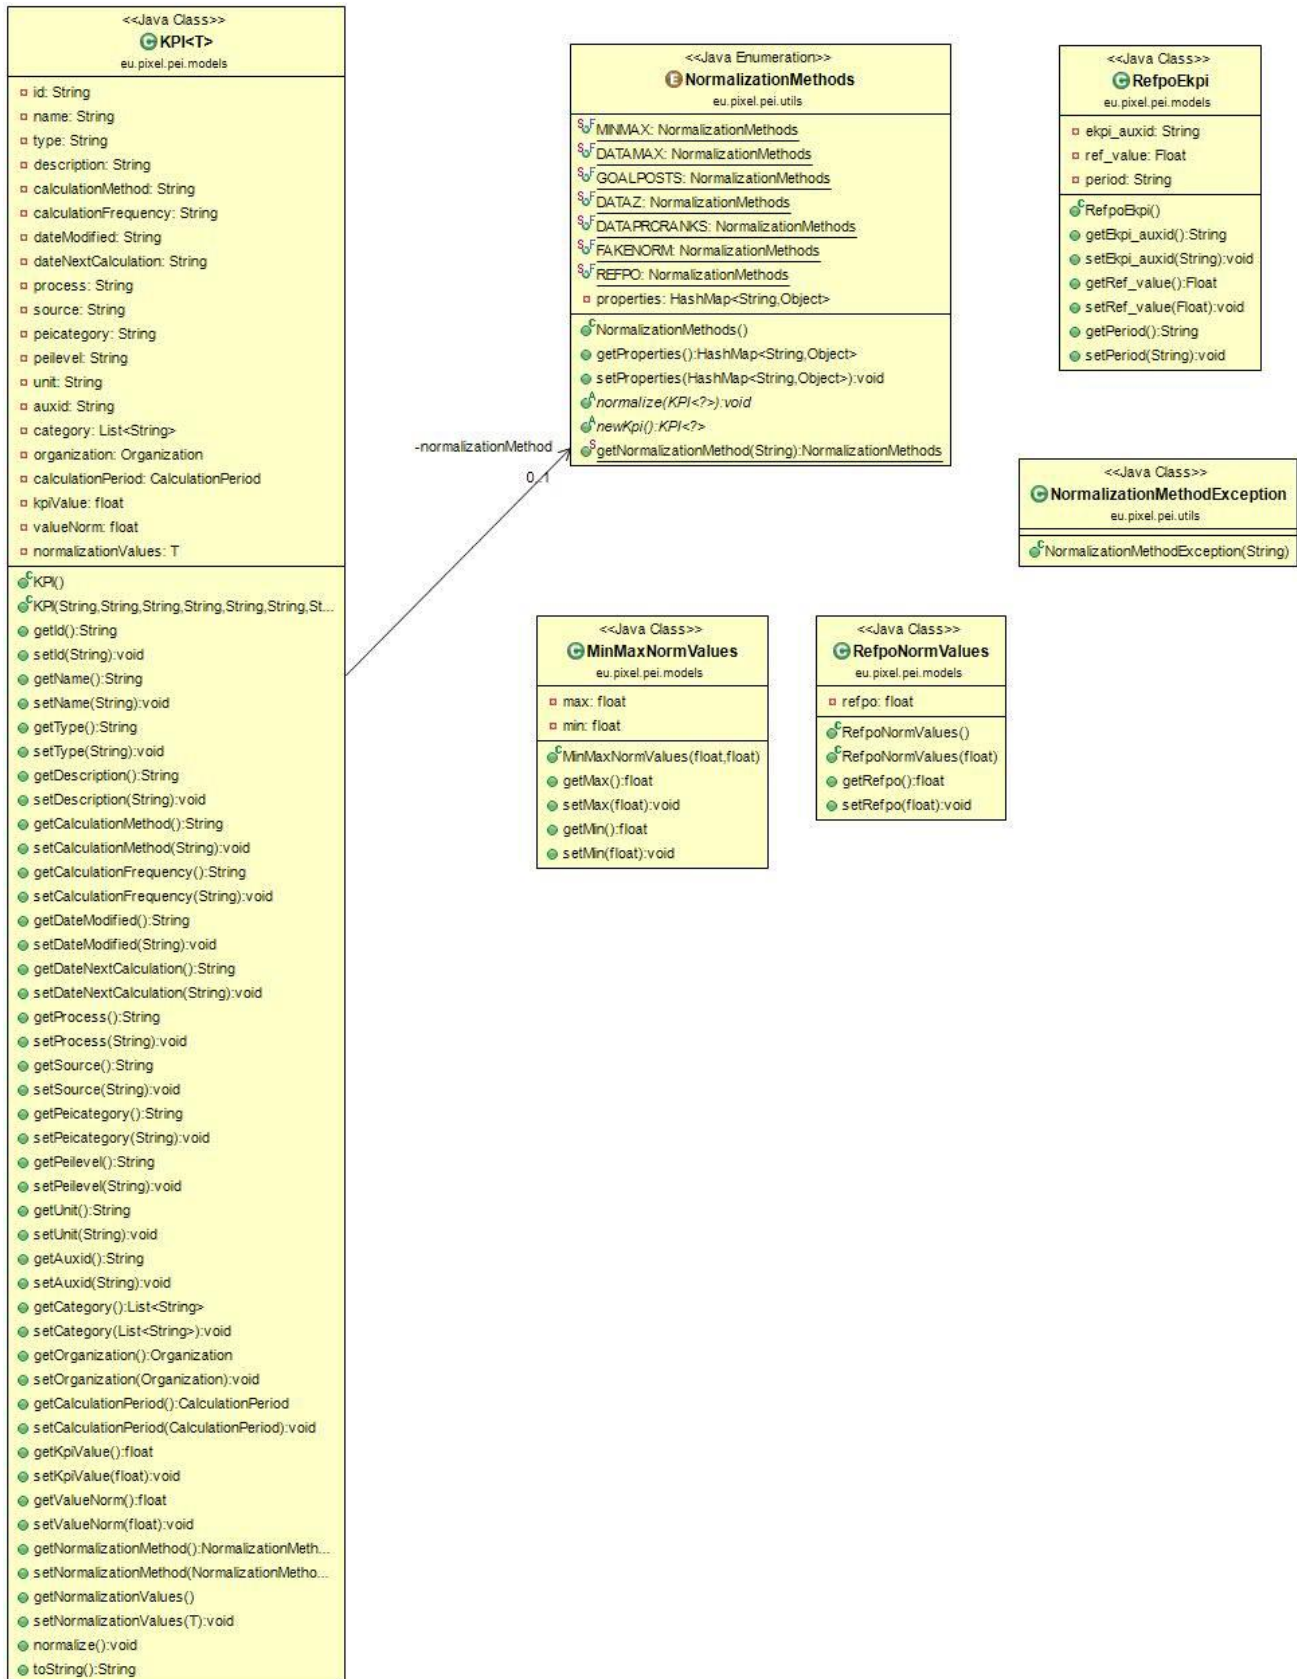 <<Java Class>>
KPI<T>
eu.pixel.pei.models
id: String
name: String
type: String
description: String
calculationMethod: String
calculationFrequency: String
dateModified: String
dateNextCalculation: String
process: String
source: String
peicategory: String
peilevel: String
unit: String
auxid: String
category: List<String>
organization: Organization
calculationPeriod: CalculationPeriod
kpiValue: float
valueNorm: float
normalizationValues: T
KPI()
KPI(String,String,String,String,String,String,St...
getId():String
setId(String):void
getName():String
setName(String):void
getType():String
setType(String):void
getDescription():String
setDescription(String):void
getCalculationMethod():String
setCalculationMethod(String):void
getCalculationFrequency():String
setCalculationFrequency(String):void
getDateModified():String
setDateModified(String):void
getDateNextCalculation():String
setDateNextCalculation(String):void
getProcess():String
setProcess(String):void
getSource():String
setSource(String):void
getPeicategory():String
setPeicategory(String):void
getPeilevel():String
setPeilevel(String):void
getUnit():String
setUnit(String):void
getAuxid():String
setAuxid(String):void
getCategory():List<String>
setCategory(List<String>):void
getOrganization():Organization
setOrganization(Organization):void
getCalculationPeriod():CalculationPeriod
setCalculationPeriod(CalculationPeriod):void
getKpiValue():float
setKpiValue(float):void
getValueNorm():float
setValueNorm(float):void
getNormalizationMethod():NormalizationMeth...
setNormalizationMethod(NormalizationMetho...
getNormalizationValues()
setNormalizationValues(T):void
normalize():void
toString():String
-normalizationMethod
0..1
<<Java Enumeration>>
NormalizationMethods
eu.pixel.pei.utils
MINMAX: NormalizationMethods
DATAMAX: NormalizationMethods
GOALPOSTS: NormalizationMethods
DATAZ: NormalizationMethods
DATAPRCRANKS: NormalizationMethods
FAKENORM: NormalizationMethods
REFPO: NormalizationMethods
properties: HashMap<String,Object>
NormalizationMethods()
getProperties():HashMap<String,Object>
setProperties(HashMap<String,Object>):void
normalize(KPI<?>):void
newKpi():KPI<?>
getNormalizationMethod(String):NormalizationMethods
<<Java Class>>
RefpoEkpi
eu.pixel.pei.models
ekpi_auxid: String
ref_value: Float
period: String
RefpoEkpi()
getEkpi_auxid():String
setEkpi_auxid(String):void
getRef_value():Float
setRef_value(Float):void
getPeriod():String
setPeriod(String):void
<<Java Class>>
NormalizationMethodException
eu.pixel.pei.utils
NormalizationMethodException(String)
<<Java Class>>
MinMaxNormValues
eu.pixel.pei.models
max: float
min: float
MinMaxNormValues(float,float)
getMax():float
setMax(float):void
getMin():float
setMin(float):void
<<Java Class>>
RefpoNormValues
eu.pixel.pei.models
refpo: float
RefpoNormValues()
RefpoNormValues(float)
getRefpo():float
setRefpo(float):void